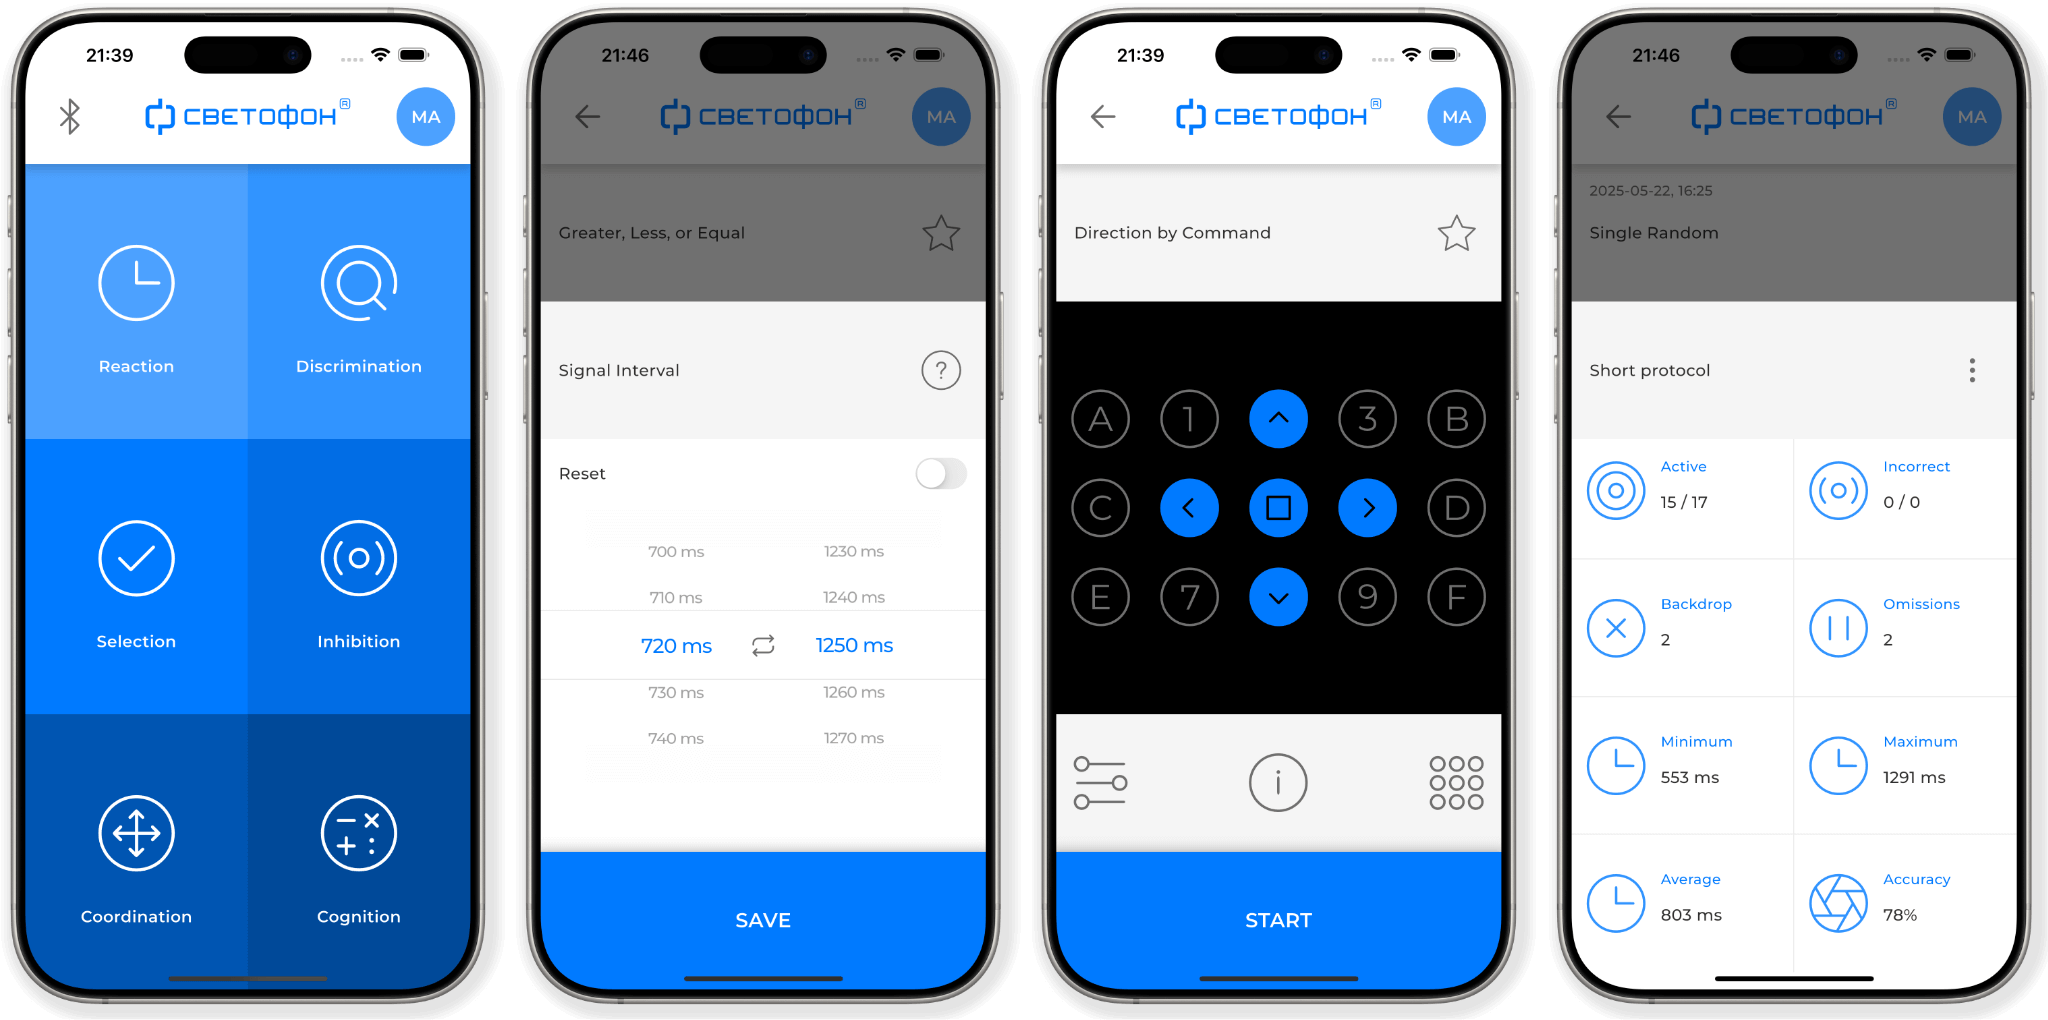 21:39
СВЕТОФОН R
MA
Reaction
Discrimination
Selection
Inhibition
Coordination
Cognition
21:46
СВЕТОФОН R
MA
Greater, Less, or Equal
Signal Interval
?
Reset
700 ms 1230 ms
710 ms 1240 ms
720 ms 1250 ms
730 ms 1260 ms
740 ms 1270 ms
SAVE
21:39
СВЕТОФОН R
MA
Direction by Command
A 1 3 B
C D
E 7 9 F
i
START
21:46
СВЕТОФОН R
MA
2025-05-22, 16:25
Single Random
Short protocol
Active
15 / 17
Incorrect
0 / 0
Backdrop
2
Omissions
2
Minimum
553 ms
Maximum
1291 ms
Average
803 ms
Accuracy
78%